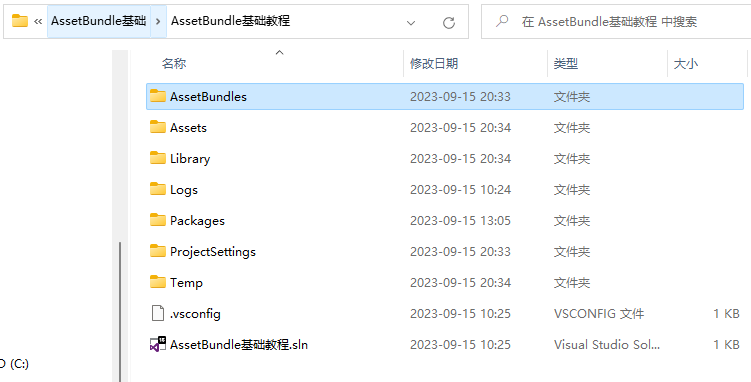 « AssetBundle基础 › AssetBundle基础教程
在 AssetBundle基础教程 中搜索
名称 修改日期 类型 大小
AssetBundles 2023-09-15 20:33 文件夹
Assets 2023-09-15 20:34 文件夹
Library 2023-09-15 20:34 文件夹
Logs 2023-09-15 10:24 文件夹
Packages 2023-09-15 13:05 文件夹
ProjectSettings 2023-09-15 20:33 文件夹
Temp 2023-09-15 20:34 文件夹
.vsconfig 2023-09-15 10:25 VSCONFIG 文件 1 KB
AssetBundle基础教程.sln 2023-09-15 10:25 Visual Studio Sol... 1 KB
(C:)